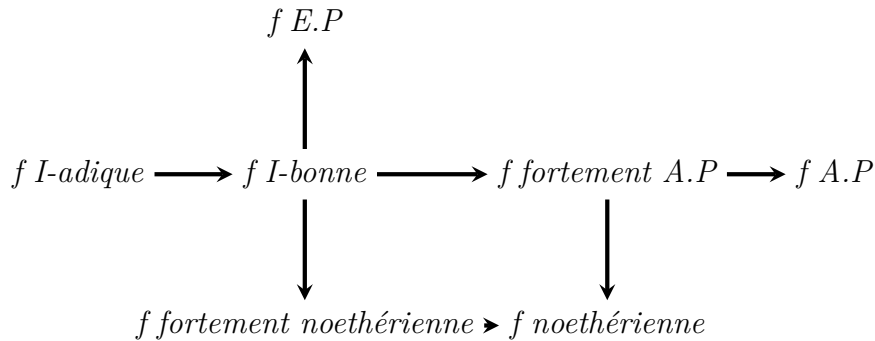 f E.P
f I-adique f I-bonne f fortement A.P f A.P
f fortement noethérienne f noethérienne